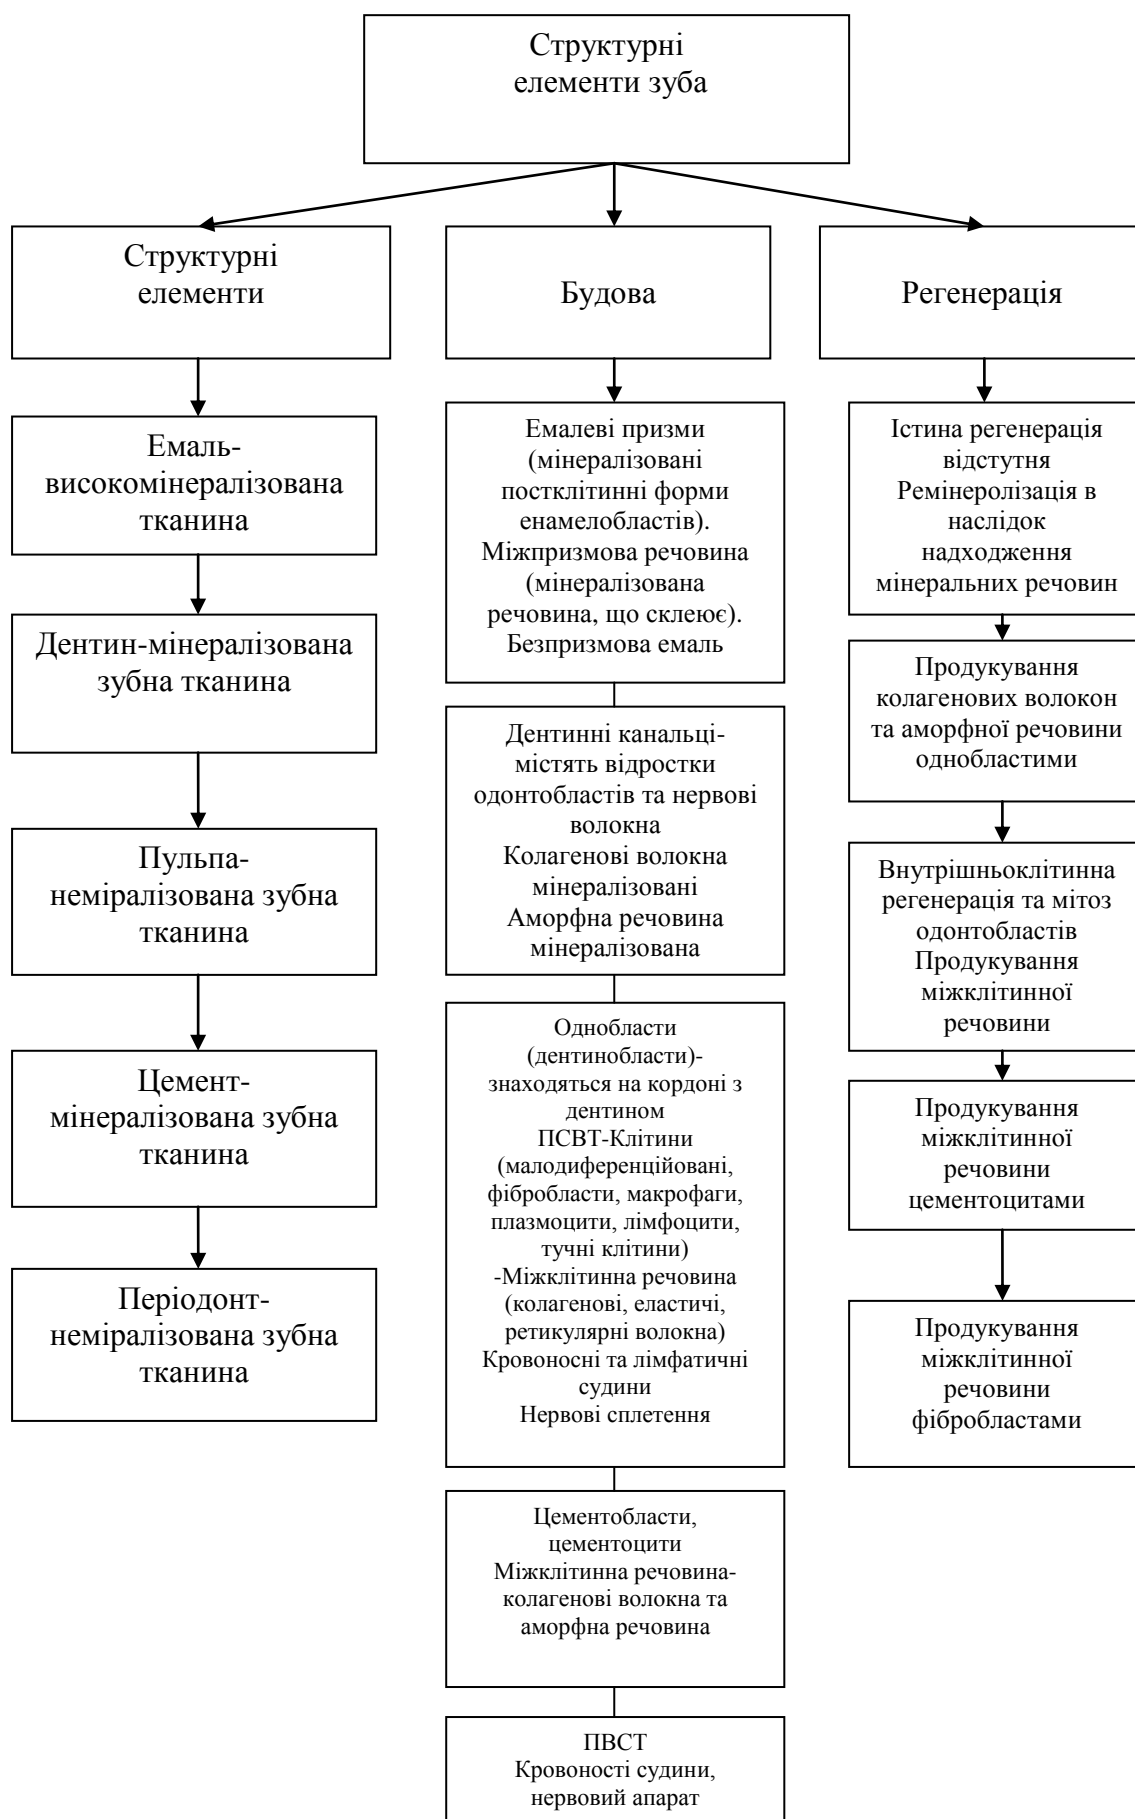 Структурні
елементи зуба
Структурні
елементи
Будова
Регенерація
Емаль-
високомінералізована
тканина
Дентин-мінералізована
зубна тканина
Пульпа-
неміралізована зубна
тканина
Цемент-
мінералізована зубна
тканина
Періодонт-
неміралізована зубна
тканина
Емалеві призми
(мінералізовані
постклітинні форми
енамелобластів).
Міжпризмова речовина
(мінералізована
речовина, що склеює).
Безпризмова емаль
Дентинні канальці-
містять відростки
одонтобластів та нервові
волокна
Колагенові волокна
мінералізовані
Аморфна речовина
мінералізована
Однобласти
(дентинобласти)-
знаходяться на кордоні з
дентином
ПСВТ-Клітини
(малодиференційовані,
фібробласти, макрофаги,
плазмоцити, лімфоцити,
тучні клітини)
-Міжклітинна речовина
(колагенові, еластичі,
ретикулярні волокна)
Кровоносні та лімфатичні
судини
Нервові сплетення
Цементобласти,
цементоцити
Міжклітинна речовина-
колагенові волокна та
аморфна речовина
ПВСТ
Кровоності судини,
нервовий апарат
Істина регенерація
відстутня
Ремінеролізація в
наслідок
надходження
мінеральних речовин
Продукування
колагенових волокон
та аморфної речовини
однобластими
Внутрішньоклітинна
регенерація та мітоз
одонтобластів
Продукування
міжклітинної
речовини
Продукування
міжклітинної
речовини
цементоцитами
Продукування
міжклітинної
речовини
фібробластами